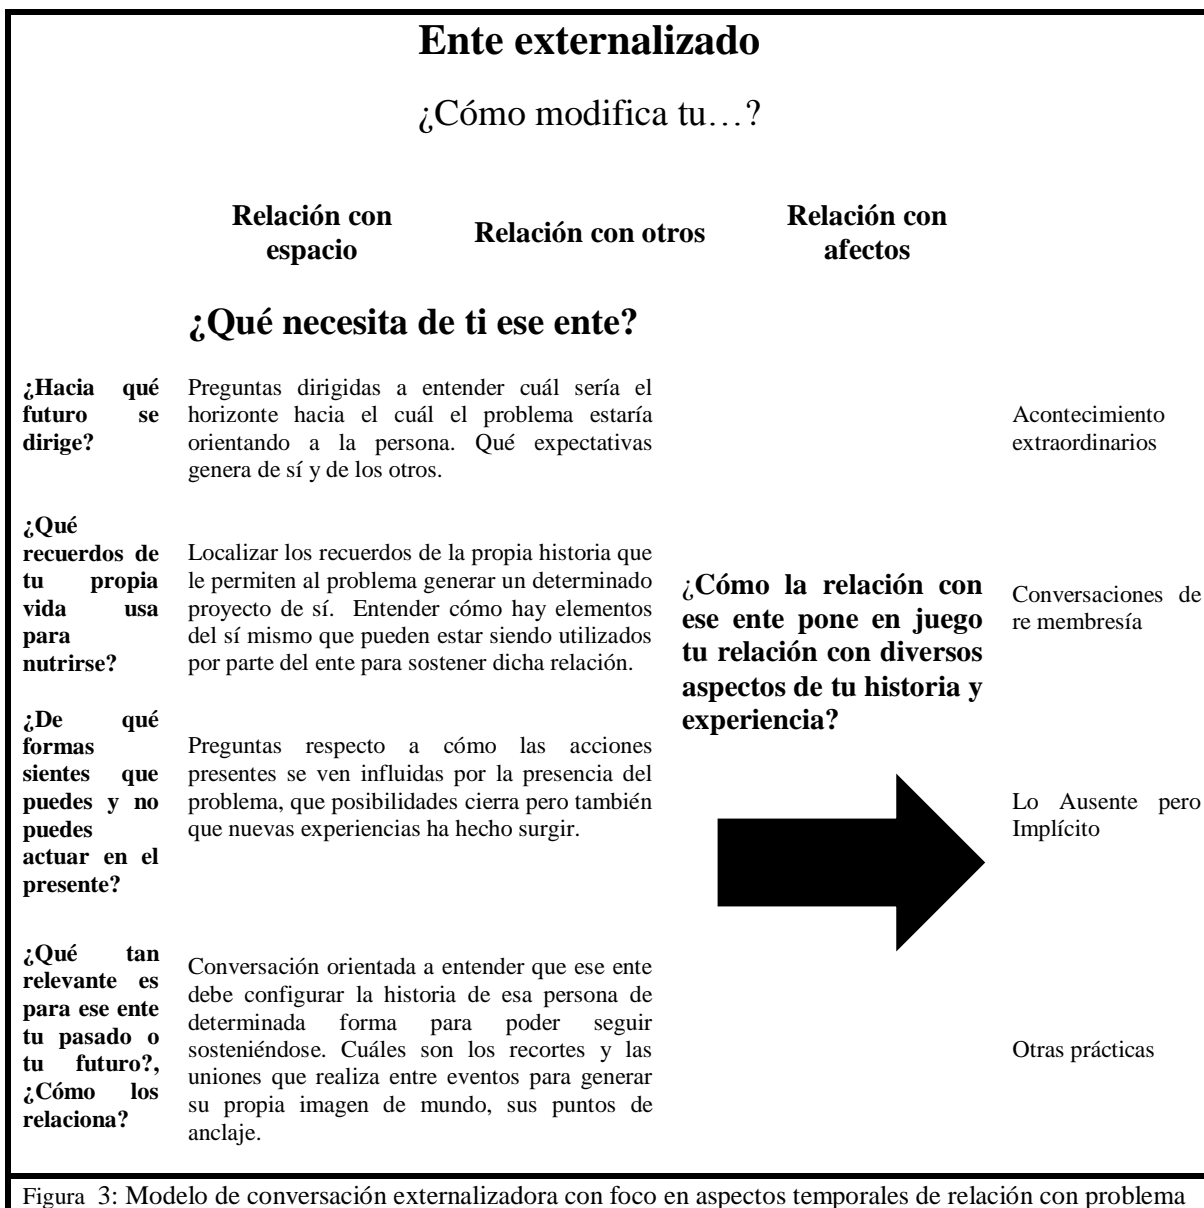 Ente externalizado
¿Cómo modifica tu…?
Relación con
espacio
Relación con otros
Relación con
afectos
¿Qué necesita de ti ese ente?
¿Hacia qué
futuro se
dirige?
Preguntas dirigidas a entender cuál sería el
horizonte hacia el cuál el problema estaría
orientando a la persona. Qué expectativas
genera de sí y de los otros.
¿Qué
recuerdos de
tu propia
vida usa
para
nutrirse?
Localizar los recuerdos de la propia historia que
le permiten al problema generar un determinado
proyecto de sí. Entender cómo hay elementos
del sí mismo que pueden estar siendo utilizados
por parte del ente para sostener dicha relación.
¿De qué
formas
sientes que
puedes y no
puedes
actuar en el
presente?
Preguntas respecto a cómo las acciones
presentes se ven influidas por la presencia del
problema, que posibilidades cierra pero también
que nuevas experiencias ha hecho surgir.
¿Qué tan
relevante es
para ese ente
tu pasado o
tu futuro?,
¿Cómo los
relaciona?
Conversación orientada a entender que ese ente
debe configurar la historia de esa persona de
determinada forma para poder seguir
sosteniéndose. Cuáles son los recortes y las
uniones que realiza entre eventos para generar
su propia imagen de mundo, sus puntos de
anclaje.
¿Cómo la relación con
ese ente pone en juego
tu relación con diversos
aspectos de tu historia y
experiencia?
Acontecimiento
extraordinarios
Conversaciones de
re membresía
Lo Ausente pero
Implícito
Otras prácticas
Figura 3: Modelo de conversación externalizadora con foco en aspectos temporales de relación con problema